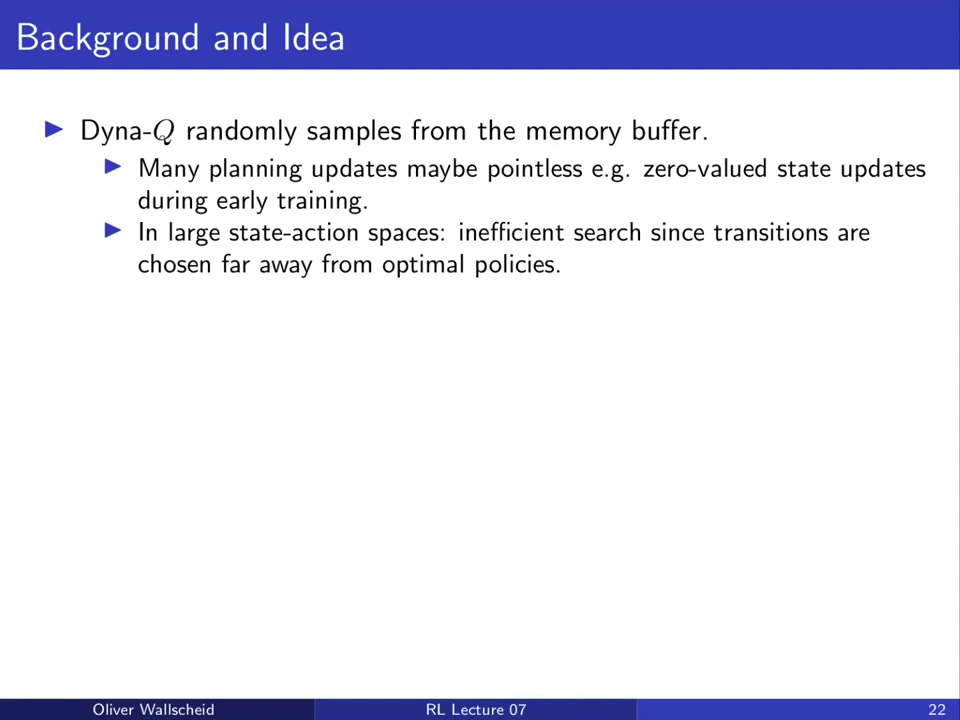 Background and Idea
Dyna-Q randomly samples from the memory buffer.
Many planning updates maybe pointless e.g. zero-valued state updates
during early training.
In large state-action spaces: inefficient search since transitions are
chosen far away from optimal policies.
Oliver Wallscheid
RL Lecture 07
22